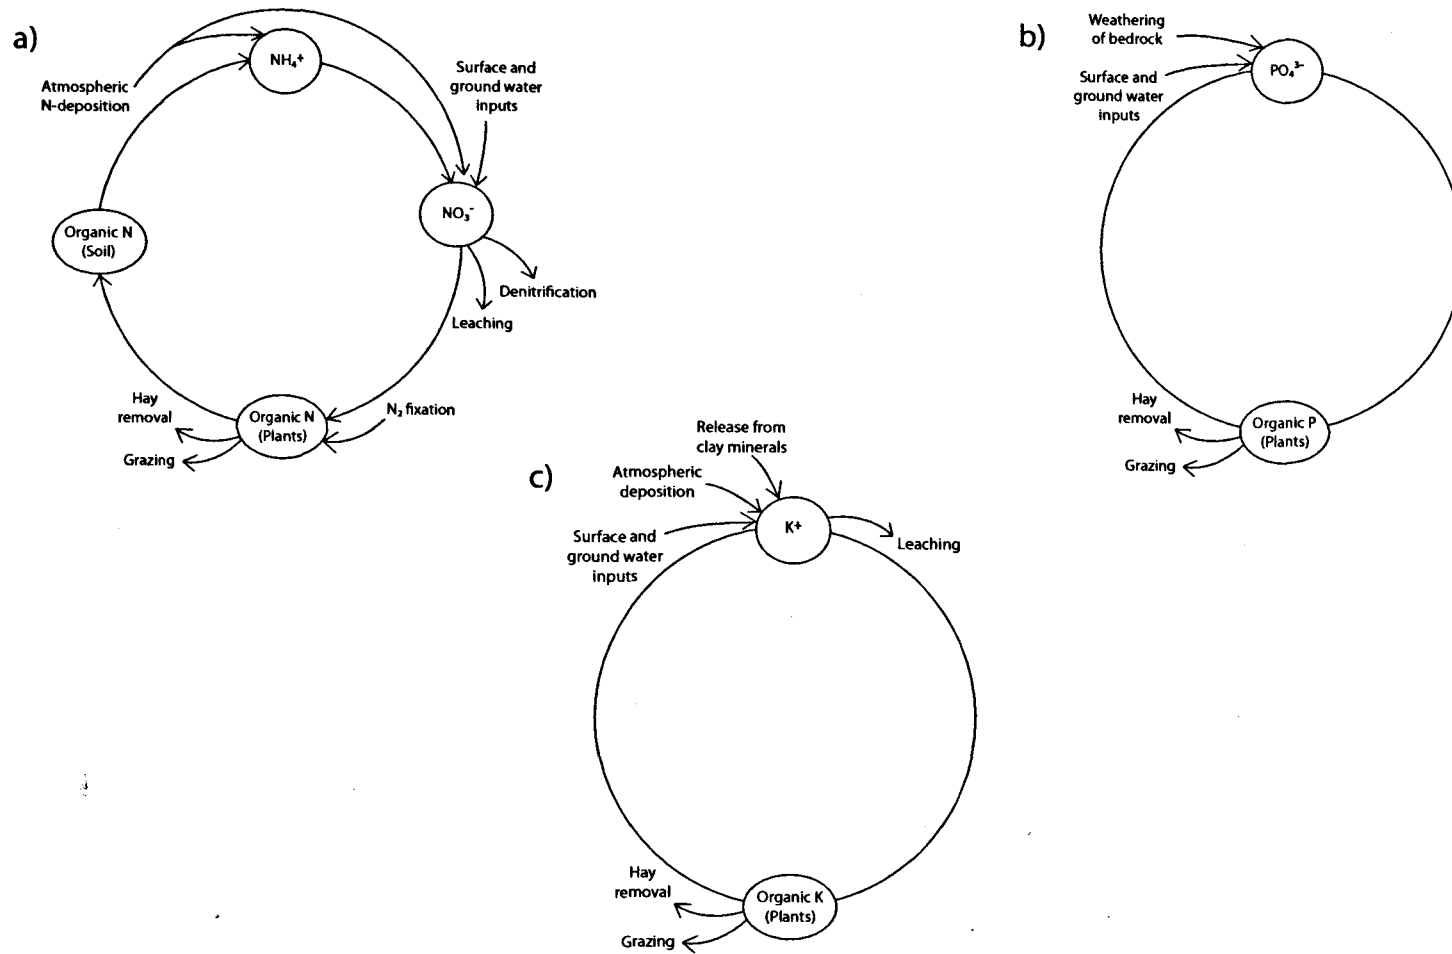 a)
NH₄⁺
Atmospheric
N-deposition
Surface and
ground water
inputs
NO₃⁻
Organic N
(Soil)
Denitrification
Leaching
Hay
removal
Grazing
Organic N
(Plants)
N₂ fixation
b)
Weathering
of bedrock
PO₄³⁻
Surface and
ground water
inputs
Hay
removal
Grazing
Organic P
(Plants)
c)
Release from
clay minerals
Atmospheric
deposition
K⁺
Surface and
ground water
inputs
Leaching
Hay
removal
Grazing
Organic K
(Plants)